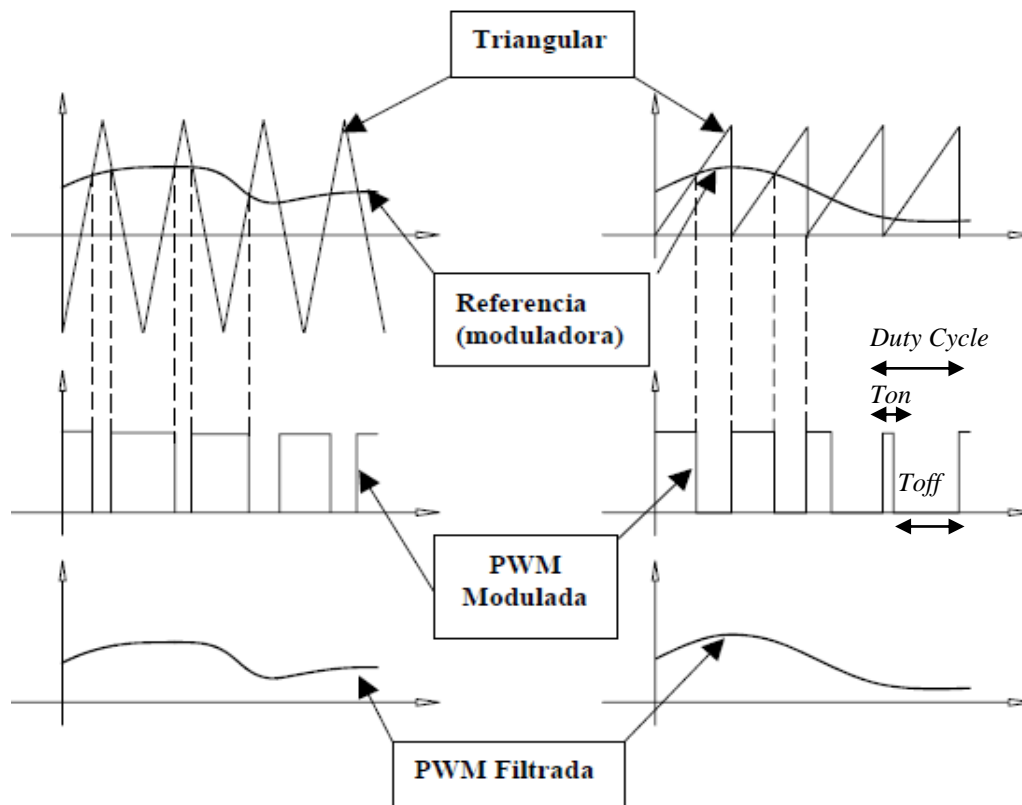 Triangular
Referencia
(moduladora)
Duty Cycle
Ton
Toff
PWM
Modulada
PWM Filtrada